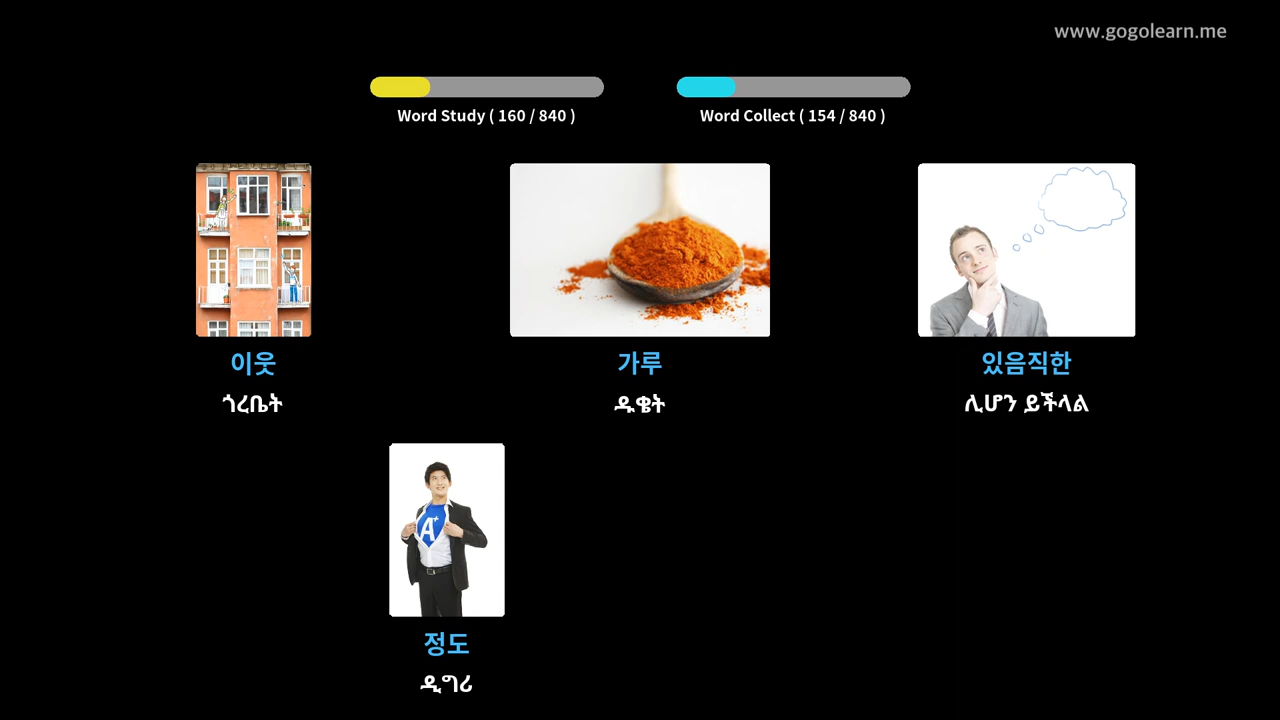 www.gogolearn.me
Word Study ( 160 / 840 )
Word Collect ( 154 / 840 )
이웃
가루
있음직한
ጎረቤት
ዱቄት
ሊሆን ይችላል
A+
정도
ዲግሪ